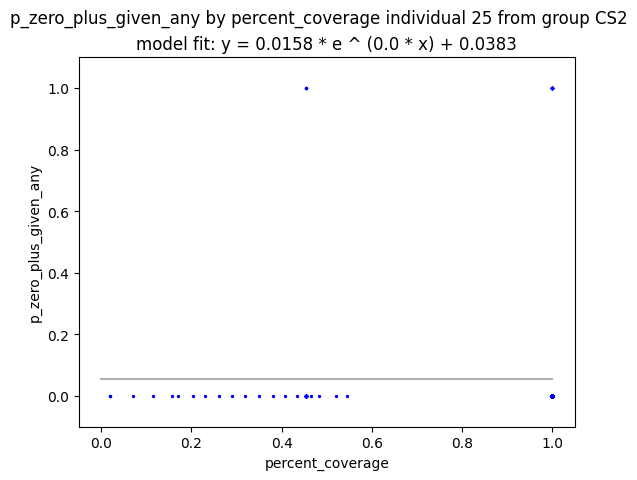 p_zero_plus_given_any by percent_coverage individual 25 from group CS2
model fit: y = 0.0158 * e ^ (0.0 * x) + 0.0383
1.0
0.8
0.6
0.4
0.2
0.0
p_zero_plus_given_any
0.0 0.2 0.4 0.6 0.8 1.0
percent_coverage